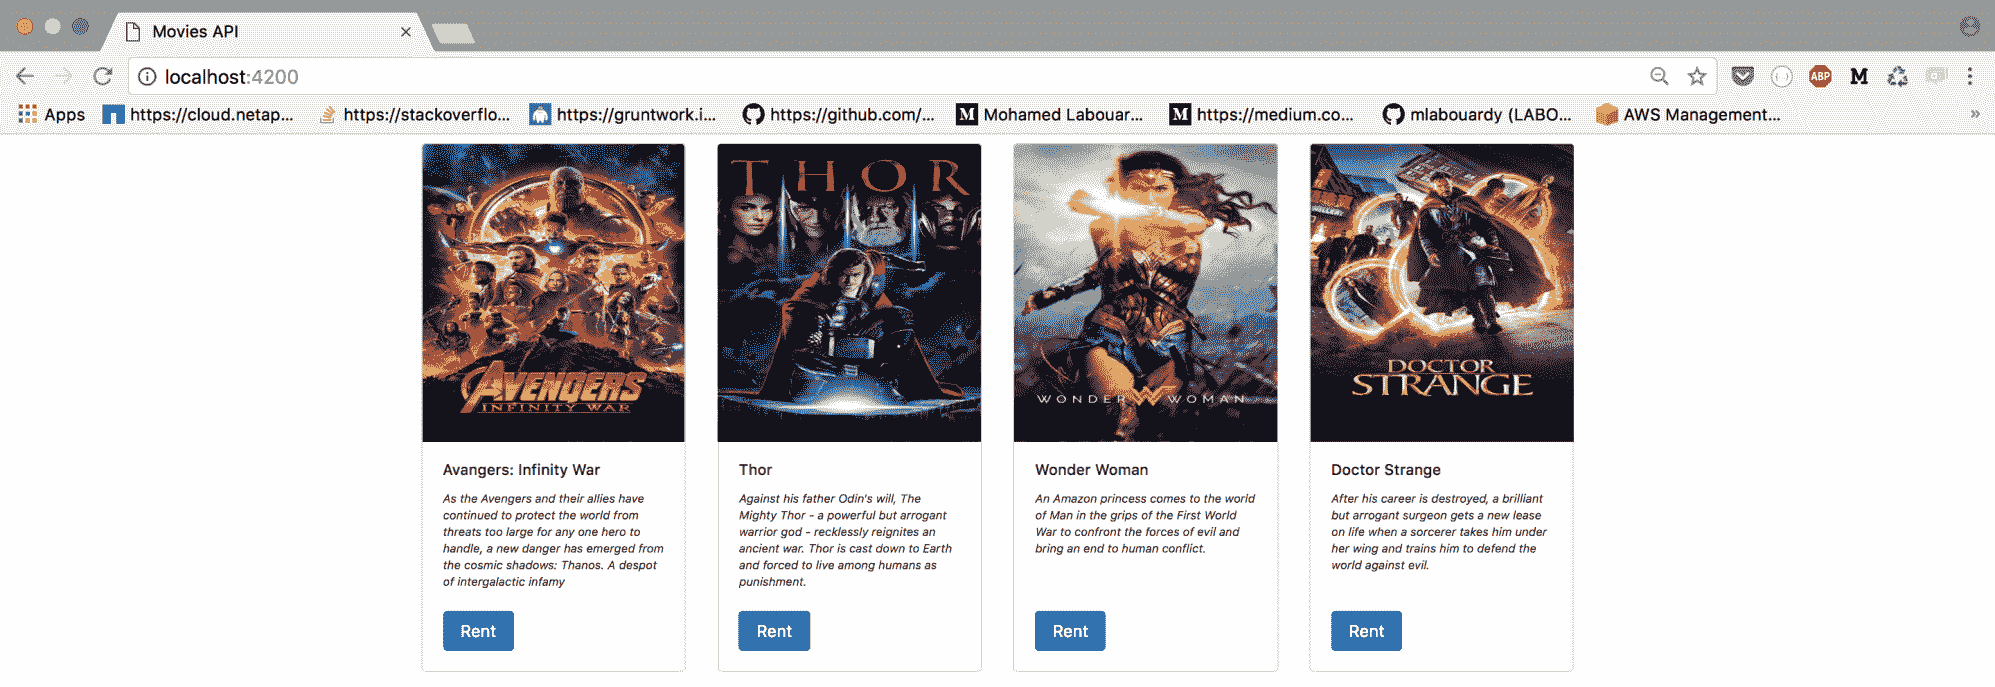 Movies API
localhost:4200
ABP M
Apps https://cloud.netap... https://stackoverflo... https://gruntwork.i... https://github.com/... M Mohamed Labouar... M https://medium.co... mlabouardy (LABO... AWS Management... »
AVENGERS
INFINITY WAR
THOR
WONDER WOMAN
DOCTOR
STRANGE
Avangers: Infinity War
As the Avengers and their allies have
continued to protect the world from
threats too large for any one hero to
handle, a new danger has emerged from
the cosmic shadows: Thanos. A despot
of intergalactic infamy
Rent
Thor
Against his father Odin's will, The
Mighty Thor - a powerful but arrogant
warrior god - recklessly reignites an
ancient war. Thor is cast down to Earth
and forced to live among humans as
punishment.
Rent
Wonder Woman
An Amazon princess comes to the world
of Man in the grips of the First World
War to confront the forces of evil and
bring an end to human conflict.
Rent
Doctor Strange
After his career is destroyed, a brilliant
but arrogant surgeon gets a new lease
on life when a sorcerer takes him under
her wing and trains him to defend the
world against evil.
Rent